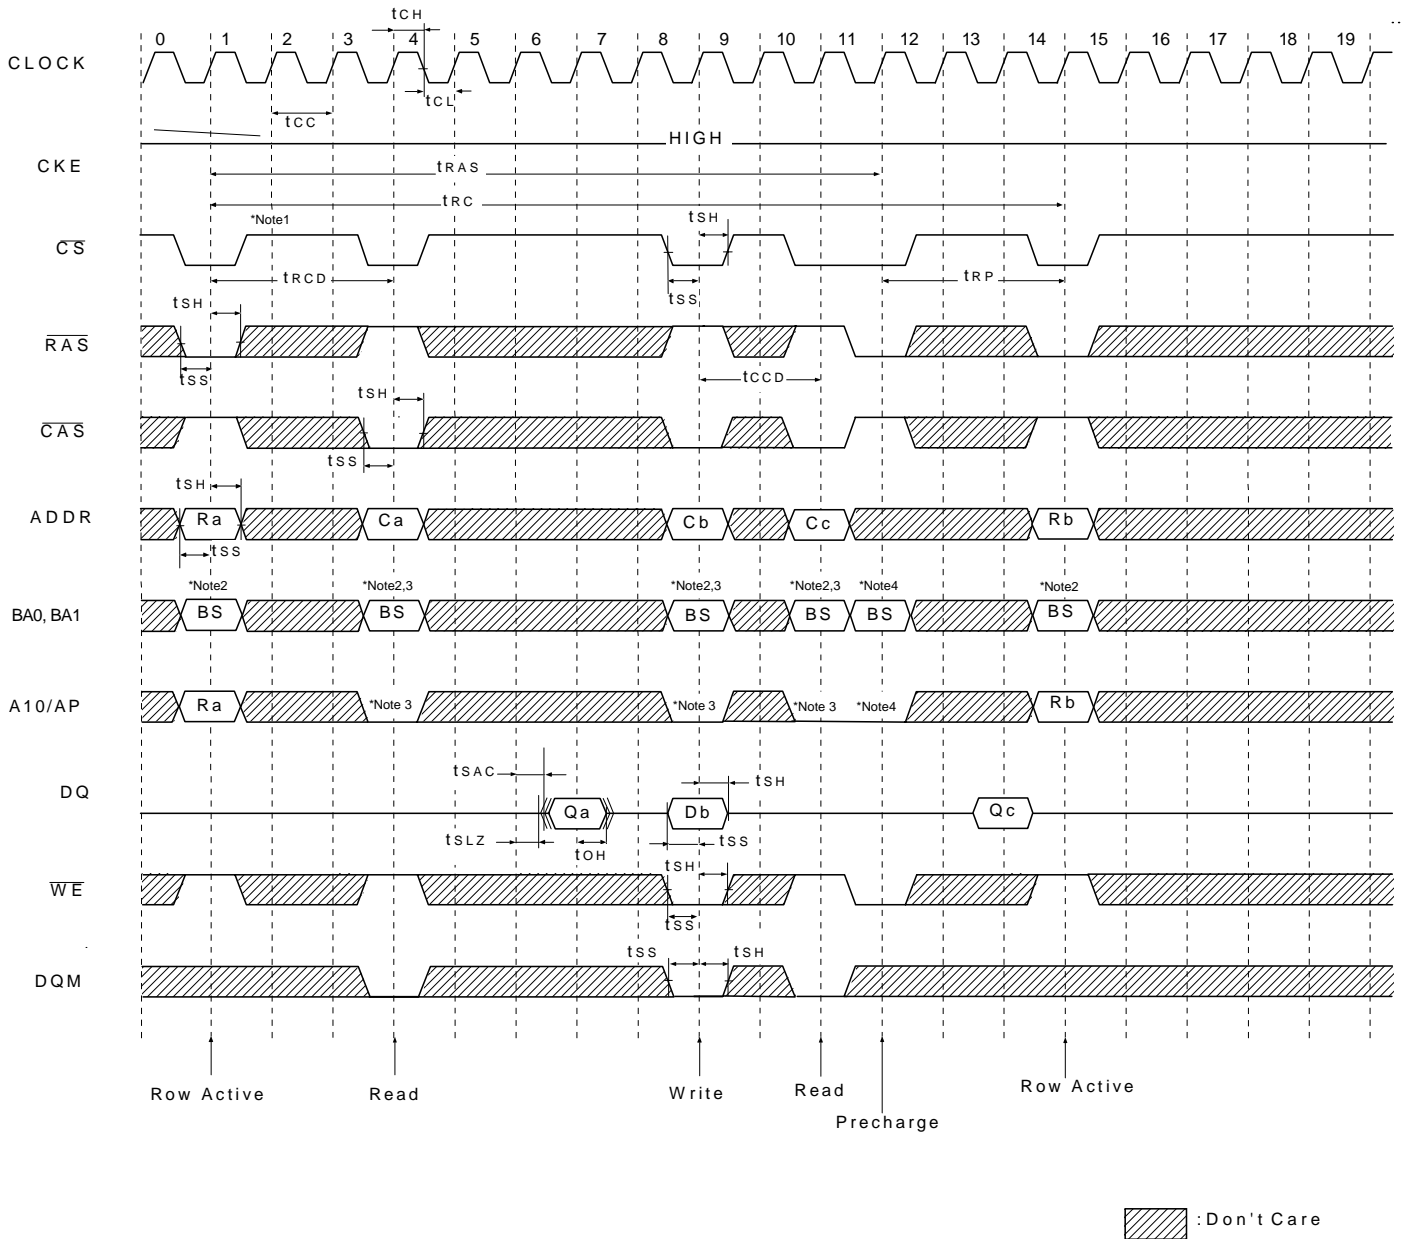 tCH
0 1 2 3 4 5 6 7 8 9 10 11 12 13 14 15 16 17 18 19
CLOCK
tCL
tCC
HIGH
CKE
tRAS
tRC
*Note1
tSH
CS
tRCD
tRP
tSH
tSS
RAS
tSS
tCCD
tSH
CAS
tSS
tSH
ADDR
Ra Ca Cb Cc Rb
tSS
*Note2 *Note2,3 *Note2,3 *Note2,3 *Note4 *Note2
BA0, BA1
BS BS BS BS BS BS
A10/AP
Ra *Note 3 *Note 3 *Note 3 *Note4 Rb
tSAC
tSH
DQ
Qa Db Qc
tSLZ
tOH
tSS
tSH
WE
tSS
tSS
tSH
DQM
Row Active Read Write Read Row Active
Precharge
:Don't Care